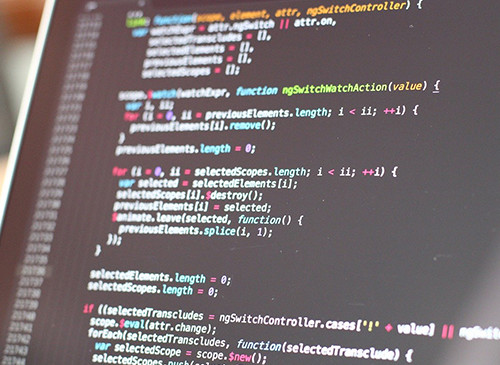 link: function(scope, element, attr, ngSwitchController) {
var watchExpr = attr.ngSwitch || attr.on,
selectedTranscludes = [],
selectedElements = [],
previousElements = [],
selectedScopes = [];
scope.$watch(watchExpr, function ngSwitchWatchAction(value) {
var i, ii;
for (i = 0, ii = previousElements.length; i < ii; ++i) {
previousElements[i].remove();
}
previousElements.length = 0;
for (i = 0, ii = selectedScopes.length; i < ii; ++i) {
var selected = selectedElements[i];
selectedScopes[i].$destroy();
previousElements[i] = selected;
$animate.leave(selected, function() {
previousElements.splice(i, 1);
});
}
selectedElements.length = 0;
selectedScopes.length = 0;
if ((selectedTranscludes = ngSwitchController.cases['!' + value] ||
scope.$eval(attr.change);
forEach(selectedTranscludes, function(selectedTransclude) {
var selectedScope = scope.$new();
selectedScopes.push(